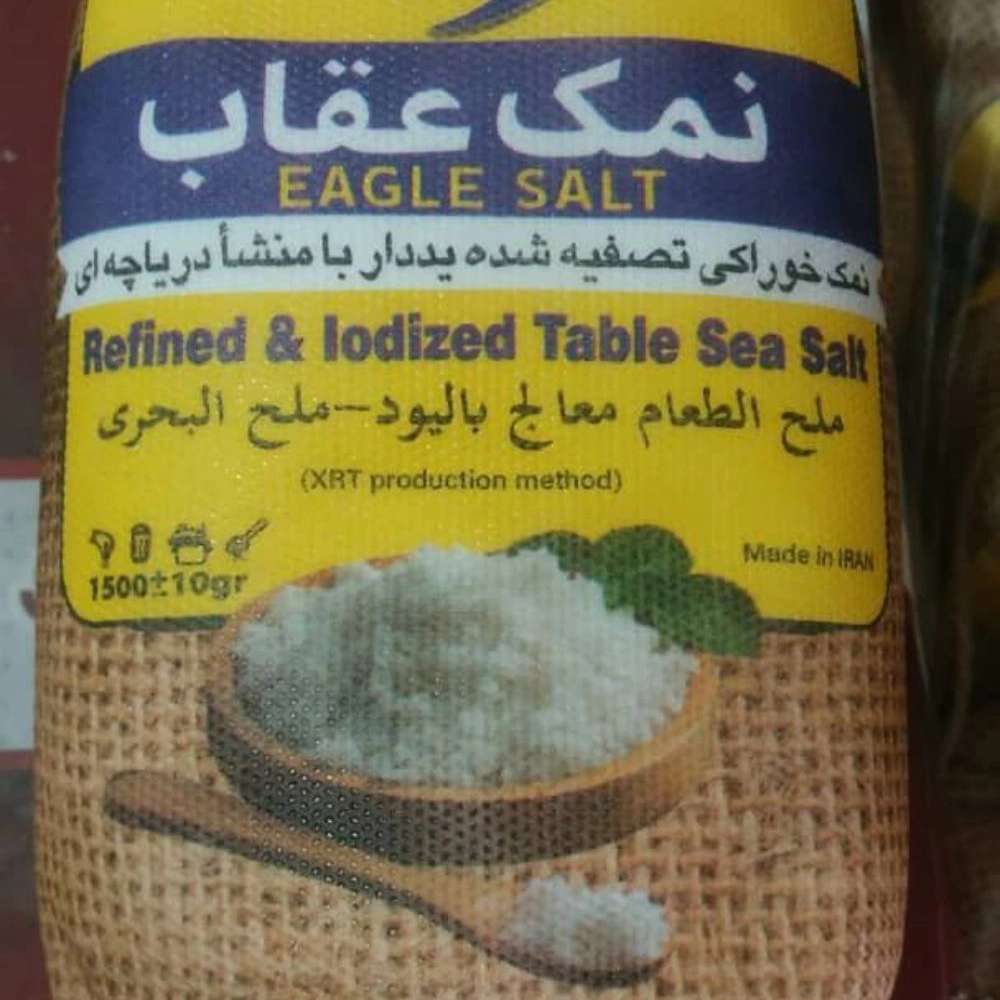 نمک عقاب
EAGLE SALT
نمک خوراکی تصفیه شده یددار با منشأ دریاچه ای
Refined & Iodized Table Sea Salt
ملح الطعام معالج باليود-ملح البحرى
(XRT production method)
Made in IRAN
1500±10gr